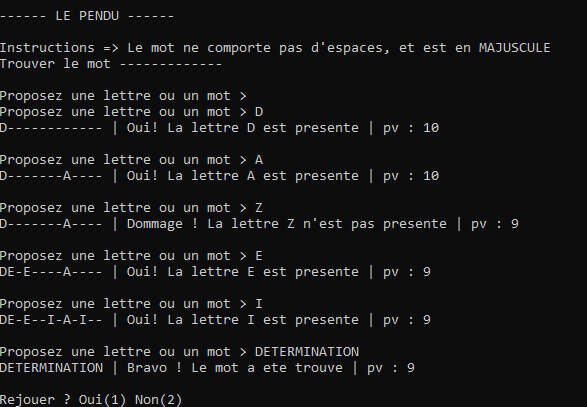 ------ LE PENDU ------
Instructions => Le mot ne comporte pas d'espaces, et est en MAJUSCULE
Trouver le mot -------------
Proposez une lettre ou un mot >
Proposez une lettre ou un mot > D
D------------ | Oui! La lettre D est presente | pv : 10
Proposez une lettre ou un mot > A
D-------A---- | Oui! La lettre A est presente | pv : 10
Proposez une lettre ou un mot > Z
D-------A---- | Dommage ! La lettre Z n'est pas presente | pv : 9
Proposez une lettre ou un mot > E
DE-E----A---- | Oui! La lettre E est presente | pv : 9
Proposez une lettre ou un mot > I
DE-E--I-A-I-- | Oui! La lettre I est presente | pv : 9
Proposez une lettre ou un mot > DETERMINATION
DETERMINATION | Bravo ! Le mot a ete trouve | pv : 9
Rejouer ? Oui(1) Non(2)